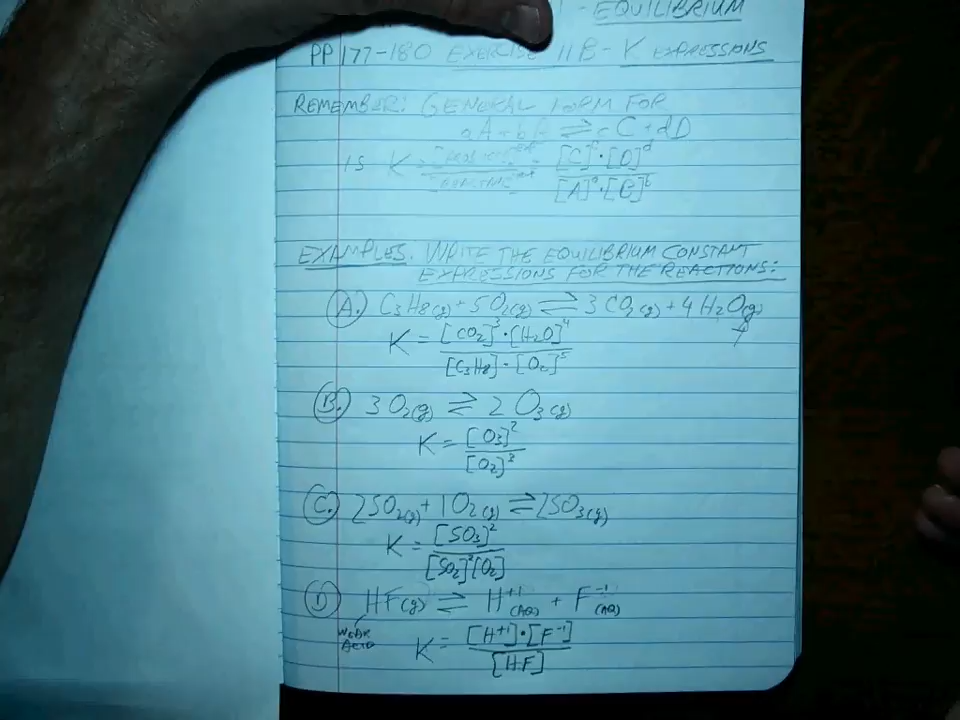 - EQUILIBRIUM
PP 177-180 EXERCISE 11B - K EXPRESSIONS
REMEMBER: GENERAL FORM FOR
aA + bB ⇌ cC + dD
IS K = = [C]^c · [D]^d / [A]^a · [B]^b
EXAMPLES. WRITE THE EQUILIBRIUM CONSTANT
EXPRESSIONS FOR THE REACTIONS:
A. C3H8(g) + 5O2(g) ⇌ 3 CO2(g) + 4 H2O(g)
K = [CO2]^3 · [H2O]^4 / [C3H8] · [O2]^5
B. 3 O2(g) ⇌ 2 O3(g)
K = [O3]^2 / [O2]^3
C. 2SO2(g) + 1O2(g) ⇌ 2SO3(g)
K = [SO3]^2 / [SO2]^2 [O2]
D HF(g) ⇌ H^+1(AQ) + F^-1(AQ)
WEAK
ACID
K = [H^+1] · [F^-1] / [HF]